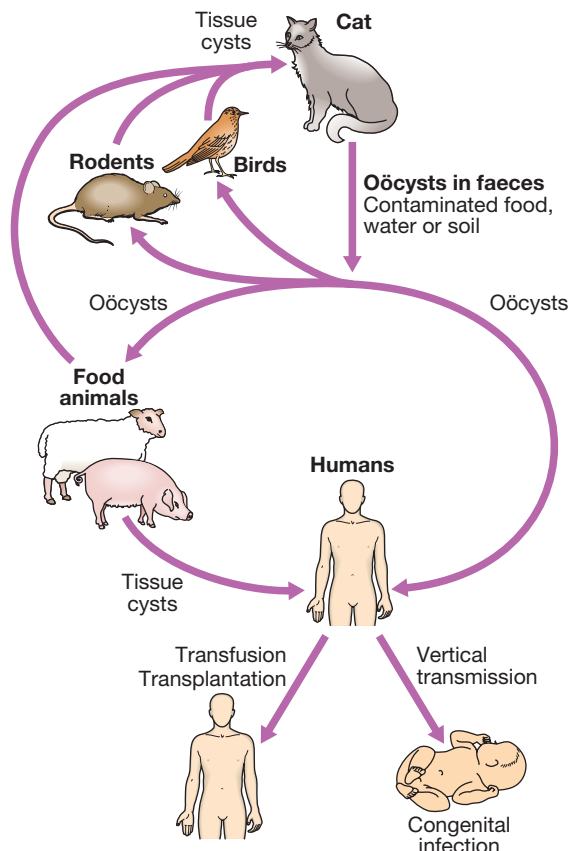 Tissue
cysts
Cat
Rodents
Birds
Oöcysts in faeces
Contaminated food,
water or soil
Oöcysts
Oöcysts
Food
animals
Humans
Tissue
cysts
Transfusion
Transplantation
Vertical
transmission
Congenital
infection